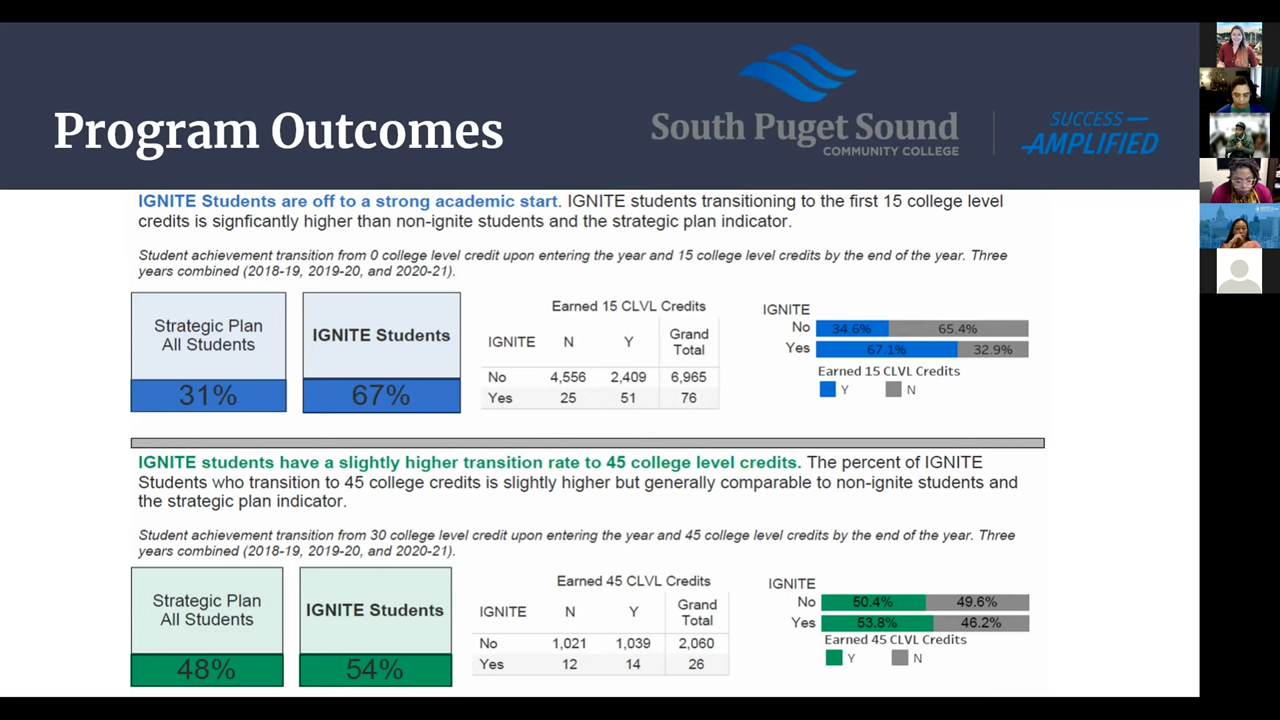 Program Outcomes
South Puget Sound
COMMUNITY COLLEGE
SUCCESS
AMPLIFIED
IGNITE Students are off to a strong academic start. IGNITE students transitioning to the first 15 college level
credits is signficantly higher than non-ignite students and the strategic plan indicator.
Student achievement transition from 0 college level credit upon entering the year and 15 college level credits by the end of the year. Three
years combined (2018-19, 2019-20, and 2020-21).
Strategic Plan
All Students
31%
IGNITE Students
67%
Earned 15 CLVL Credits
IGNITE N Y Grand Total
No 4,556 2,409 6,965
Yes 25 51 76
IGNITE
No 34.6% 65.4%
Yes 67.1% 32.9%
Earned 15 CLVL Credits
Y N
IGNITE students have a slightly higher transition rate to 45 college level credits. The percent of IGNITE
Students who transition to 45 college credits is slightly higher but generally comparable to non-ignite students and
the strategic plan indicator.
Student achievement transition from 30 college level credit upon entering the year and 45 college level credits by the end of the year. Three
years combined (2018-19, 2019-20, and 2020-21).
Strategic Plan
All Students
48%
IGNITE Students
54%
Earned 45 CLVL Credits
IGNITE N Y Grand Total
No 1,021 1,039 2,060
Yes 12 14 26
IGNITE
No 50.4% 49.6%
Yes 53.8% 46.2%
Earned 45 CLVL Credits
Y N